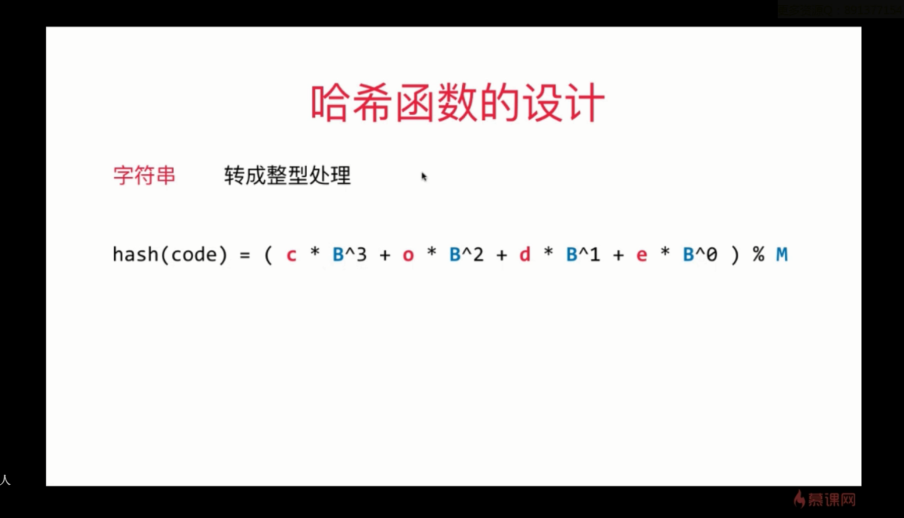 哈希函数的设计
字符串 转成整型处理
hash(code) = ( c * B^3 + o * B^2 + d * B^1 + e * B^0 ) % M
人
慕课网